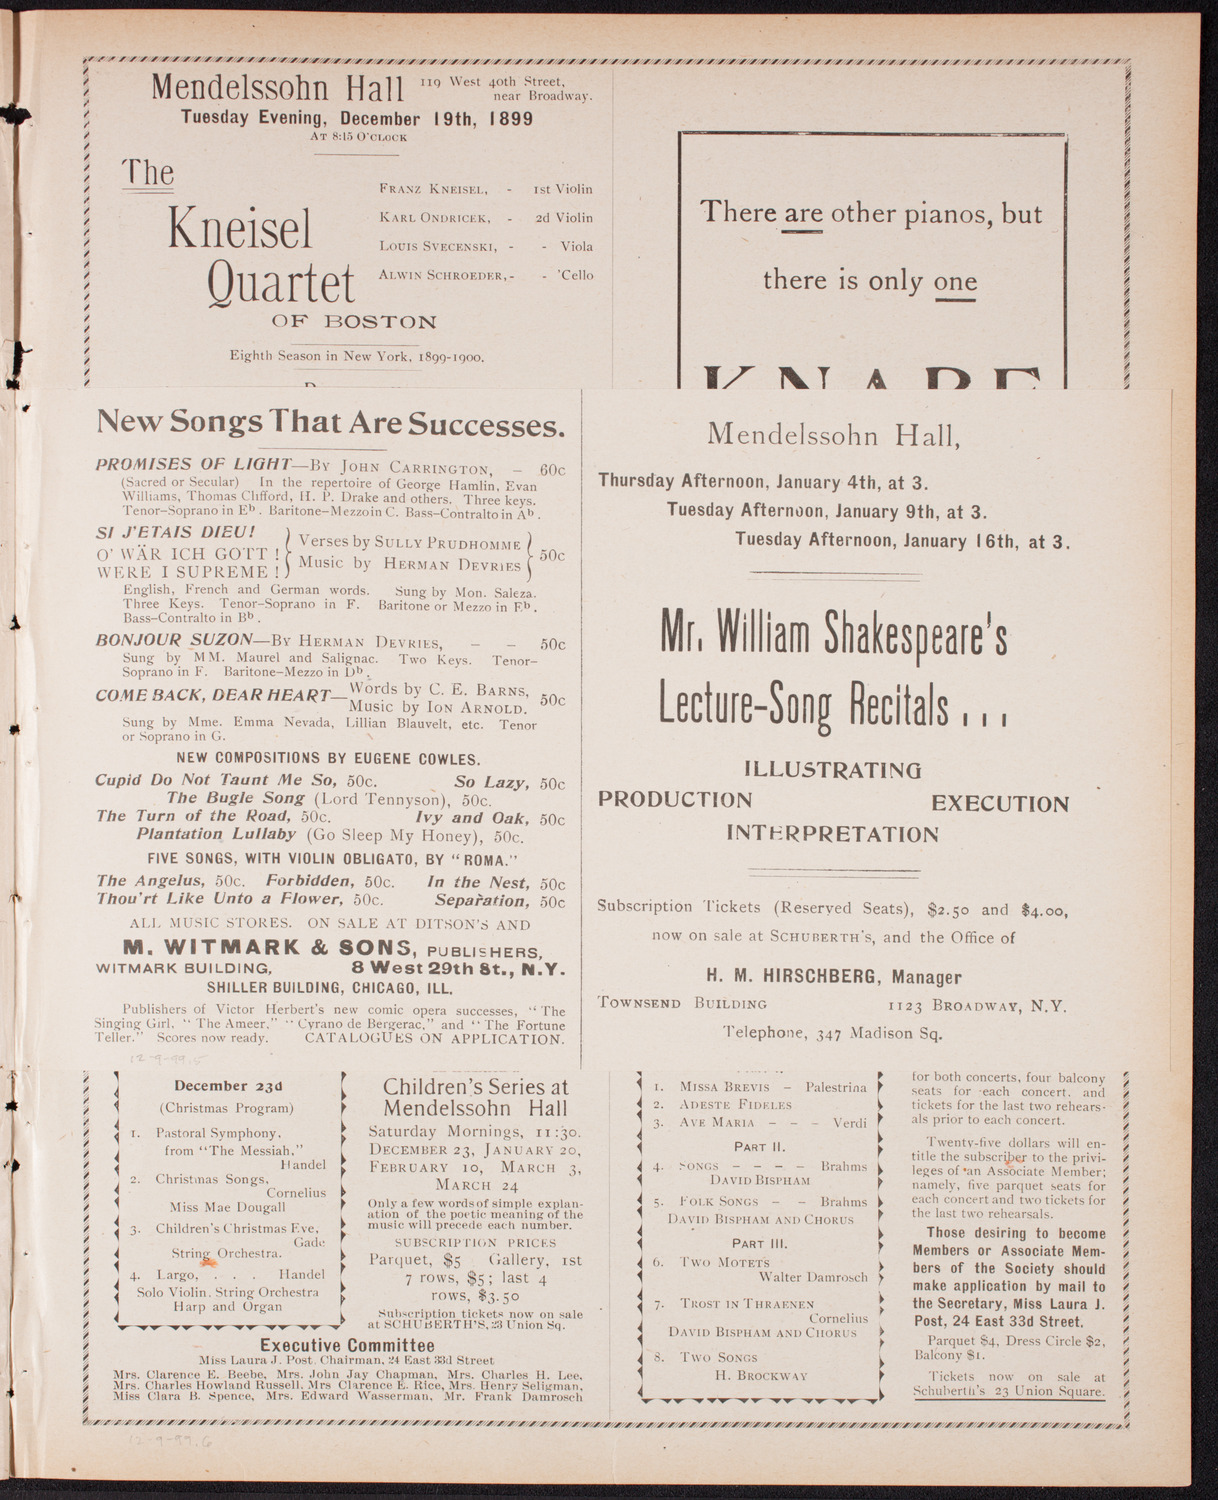 Mendelssohn Hall 119 West 40th Street,
near Broadway.
Tuesday Evening, December 19th, 1899
AT 8:15 O'CLOCK
The
Kneisel
Quartet
OF BOSTON
FRANZ KNEISEL, - 1st Violin
KARL ONDRICEK, - 2d Violin
LOUIS SVECENSKI, - - Viola
ALWIN SCHROEDER, - - 'Cello
Eighth Season in New York, 1899-1900.
There are other pianos, but
there is only one
KNABE
New Songs That Are Successes.
PROMISES OF LIGHT—BY JOHN CARRINGTON, — 60c
(Sacred or Secular) In the repertoire of George Hamlin, Evan
Williams, Thomas Clifford, H. P. Drake and others. Three keys.
Tenor-Soprano in E♭. Baritone-Mezzo in C. Bass-Contralto in A♭.
SI J'ETAIS DIEU!
O' WÄR ICH GOTT!
WERE I SUPREME!
Verses by SULLY PRUDHOMME
Music by HERMAN DEVRIES
50c
English, French and German words. Sung by Mon. Saleza.
Three Keys. Tenor-Soprano in F. Baritone or Mezzo in E♭.
Bass-Contralto in B♭.
BONJOUR SUZON—BY HERMAN DEVRIES, — — 50c
Sung by MM. Maurel and Salignac. Two Keys. Tenor-
Soprano in F. Baritone-Mezzo in D♭.
COME BACK, DEAR HEART—Words by C. E. BARNS,
Music by ION ARNOLD. 50c
Sung by Mme. Emma Nevada, Lillian Blauvelt, etc. Tenor
or Soprano in G.
NEW COMPOSITIONS BY EUGENE COWLES.
Cupid Do Not Taunt Me So, 50c. So Lazy, 50c
The Bugle Song (Lord Tennyson), 50c.
The Turn of the Road, 50c. Ivy and Oak, 50c
Plantation Lullaby (Go Sleep My Honey), 50c.
FIVE SONGS, WITH VIOLIN OBLIGATO, BY "ROMA."
The Angelus, 50c. Forbidden, 50c. In the Nest, 50c
Thou'rt Like Unto a Flower, 50c. Separation, 50c
ALL MUSIC STORES. ON SALE AT DITSON'S AND
M. WITMARK & SONS, PUBLISHERS,
WITMARK BUILDING, 8 West 29th St., N.Y.
SHILLER BUILDING, CHICAGO, ILL.
Publishers of Victor Herbert's new comic opera successes, "The
Singing Girl," "The Ameer," "Cyrano de Bergerac," and "The Fortune
Teller." Scores now ready. CATALOGUES ON APPLICATION.
12-9-99.5
Mendelssohn Hall,
Thursday Afternoon, January 4th, at 3.
Tuesday Afternoon, January 9th, at 3.
Tuesday Afternoon, January 16th, at 3.
Mr. William Shakespeare's
Lecture-Song Recitals . . .
ILLUSTRATING
PRODUCTION EXECUTION
INTERPRETATION
Subscription Tickets (Reserved Seats), $2.50 and $4.00,
now on sale at SCHUBERTH'S, and the Office of
H. M. HIRSCHBERG, Manager
TOWNSEND BUILDING 1123 BROADWAY, N.Y.
Telephone, 347 Madison Sq.
December 23d
(Christmas Program)
1. Pastoral Symphony,
from "The Messiah,"
Handel
2. Christmas Songs,
Cornelius
Miss Mae Dougall
3. Children's Christmas Eve,
Gade
String Orchestra.
4. Largo, . . . Handel
Solo Violin, String Orchestra
Harp and Organ
Children's Series at
Mendelssohn Hall
Saturday Mornings, 11:30.
DECEMBER 23, JANUARY 20,
FEBRUARY 10, MARCH 3,
MARCH 24
Only a few words of simple explan-
ation of the poetic meaning of the
music will precede each number.
SUBSCRIPTION PRICES
Parquet, $5 Gallery, 1st
7 rows, $5; last 4
rows, $3.50
Subscription tickets now on sale
at SCHUBERTH'S, 23 Union Sq.
Executive Committee
Miss Laura J. Post, Chairman, 24 East 33d Street
Mrs. Clarence E. Beebe, Mrs. John Jay Chapman, Mrs. Charles H. Lee,
Mrs. Charles Howland Russell, Mrs Clarence E. Rice, Mrs. Henry Seligman,
Miss Clara B. Spence, Mrs. Edward Wasserman, Mr. Frank Damrosch
1. MISSA BREVIS — Palestrina
2. ADESTE FIDELES
3. AVE MARIA — — — Verdi
PART II.
4. SONGS — — — — Brahms
DAVID BISPHAM
5. FOLK SONGS — — Brahms
DAVID BISPHAM AND CHORUS
PART III.
6. TWO MOTETS
Walter Damrosch
7. TROST IN THRAENEN
Cornelius
DAVID BISPHAM AND CHORUS
8. TWO SONGS
H. BROCKWAY
for both concerts, four balcony
seats for each concert, and
tickets for the last two rehears-
als prior to each concert.
Twenty-five dollars will en-
title the subscriber to the privi-
leges of an Associate Member;
namely, five parquet seats for
each concert and two tickets for
the last two rehearsals.
Those desiring to become
Members or Associate Mem-
bers of the Society should
make application by mail to
the Secretary, Miss Laura J.
Post, 24 East 33d Street.
Parquet $4, Dress Circle $2,
Balcony $1.
Tickets now on sale at
Schuberth's 23 Union Square.
12-9-99.6